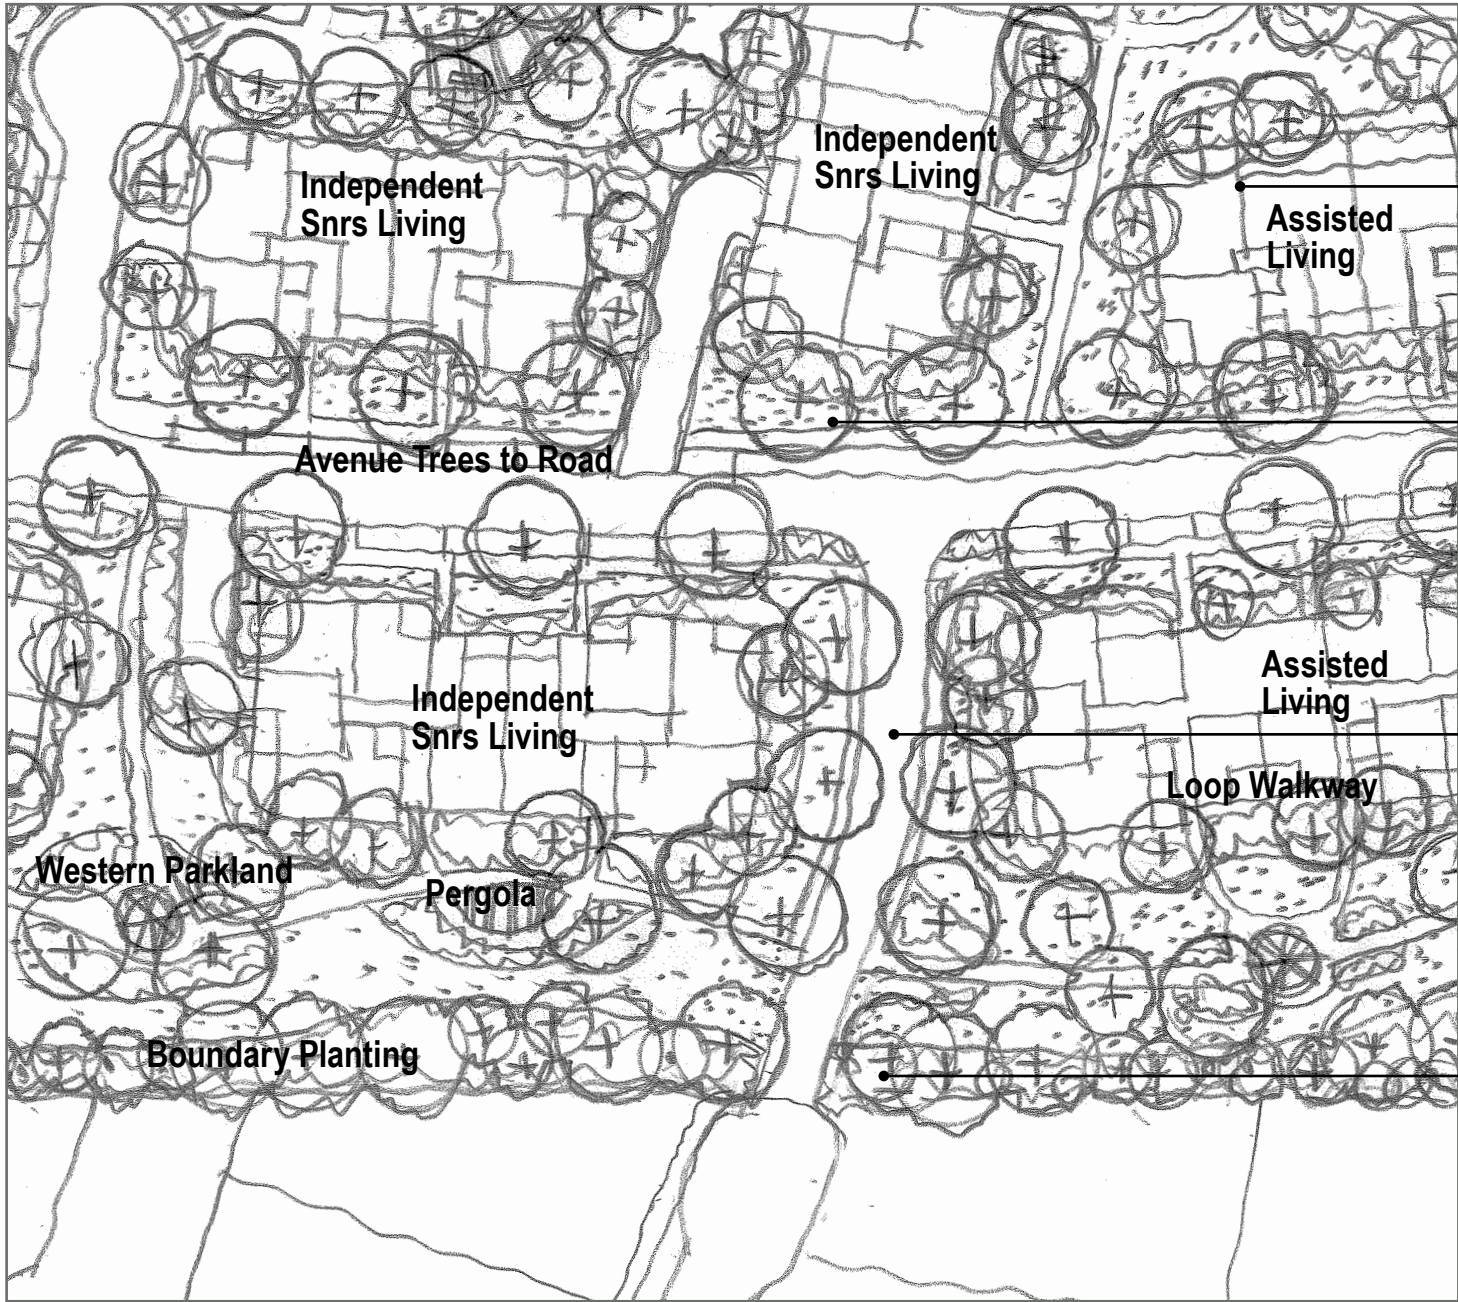 Independent
Snrs Living
Independent
Snrs Living
Assisted
Living
Avenue Trees to Road
Independent
Snrs Living
Assisted
Living
Loop Walkway
Western Parkland
Pergola
Boundary Planting